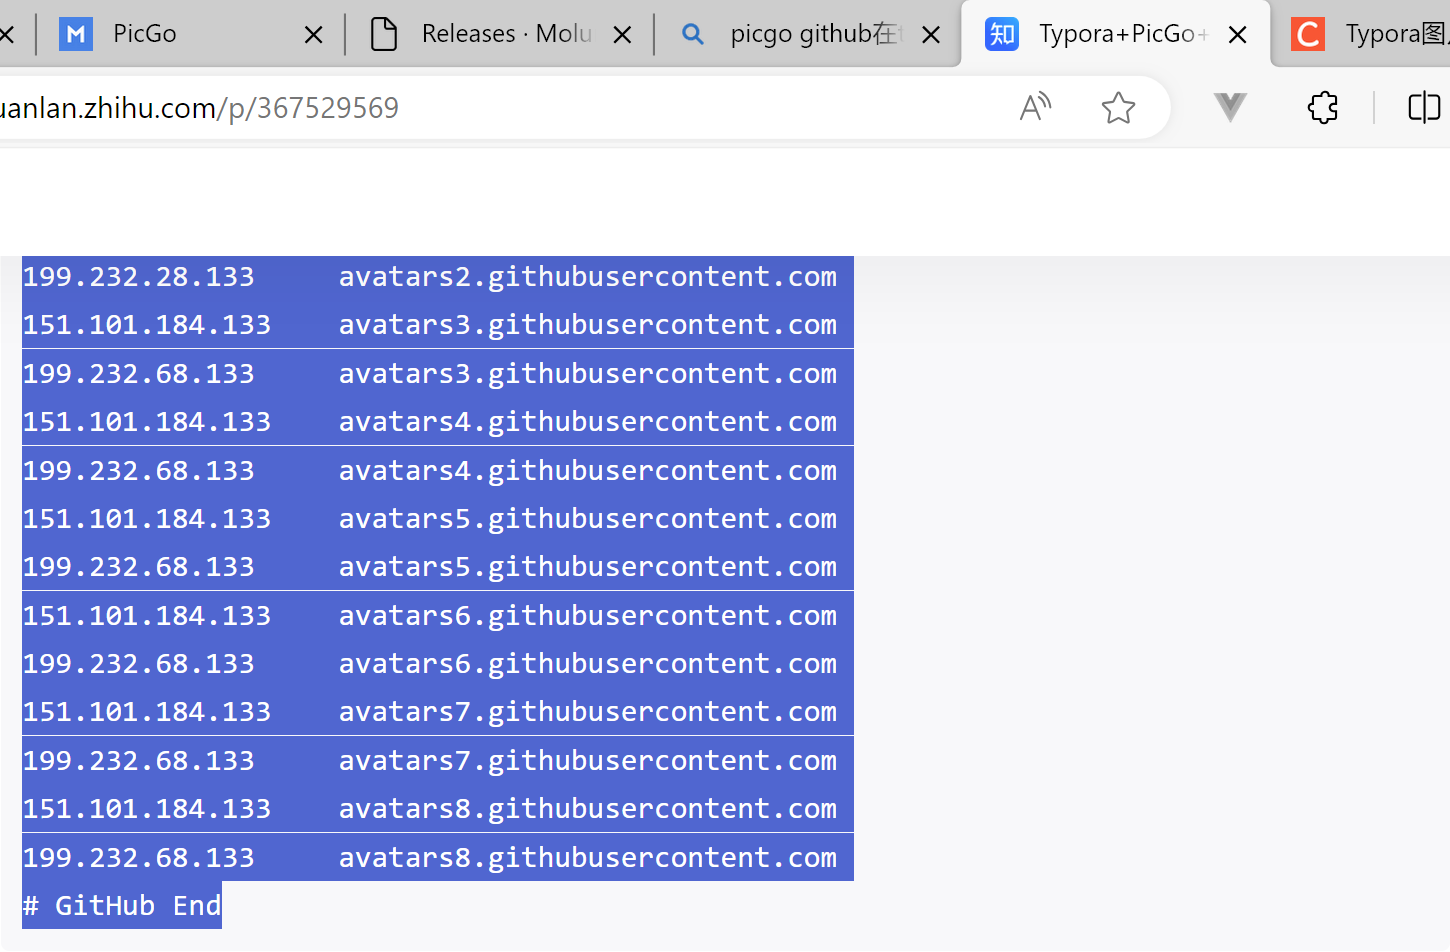 PicGo
Releases · Molu
picgo github在
Typora+PicGo+
Typora图
uanlan.zhihu.com/p/367529569
199.232.28.133 avatars2.githubusercontent.com
151.101.184.133 avatars3.githubusercontent.com
199.232.68.133 avatars3.githubusercontent.com
151.101.184.133 avatars4.githubusercontent.com
199.232.68.133 avatars4.githubusercontent.com
151.101.184.133 avatars5.githubusercontent.com
199.232.68.133 avatars5.githubusercontent.com
151.101.184.133 avatars6.githubusercontent.com
199.232.68.133 avatars6.githubusercontent.com
151.101.184.133 avatars7.githubusercontent.com
199.232.68.133 avatars7.githubusercontent.com
151.101.184.133 avatars8.githubusercontent.com
199.232.68.133 avatars8.githubusercontent.com
# GitHub End